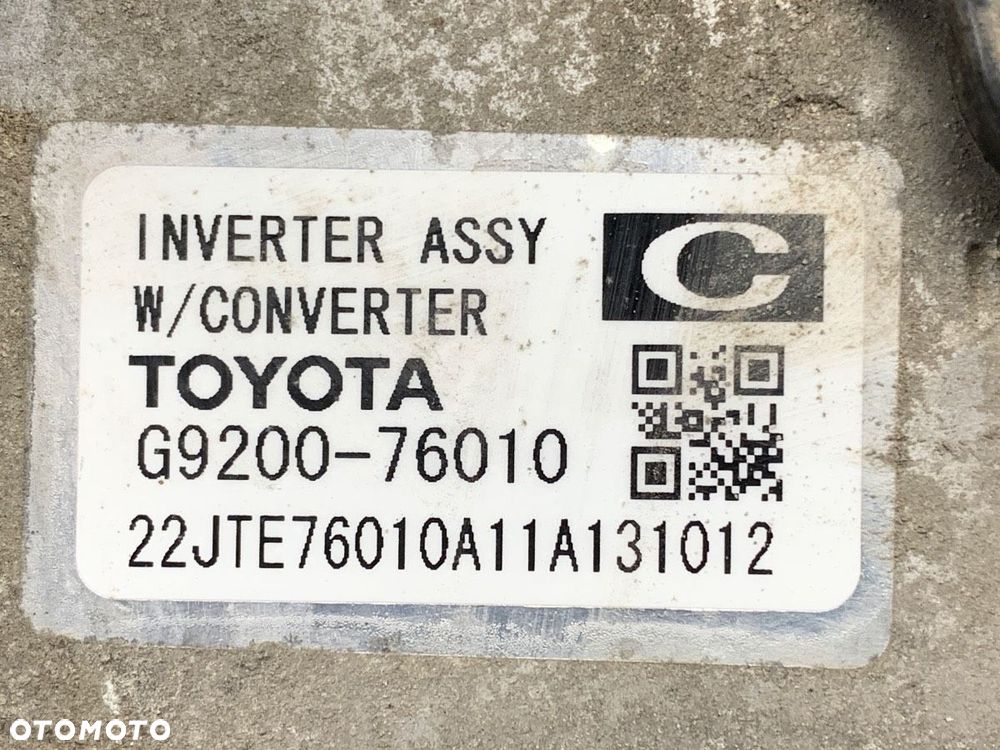 INVERTER ASSY
W/CONVERTER
C
TOYOTA
G9200-76010
22JTE76010A11A131012
OTOMOTO